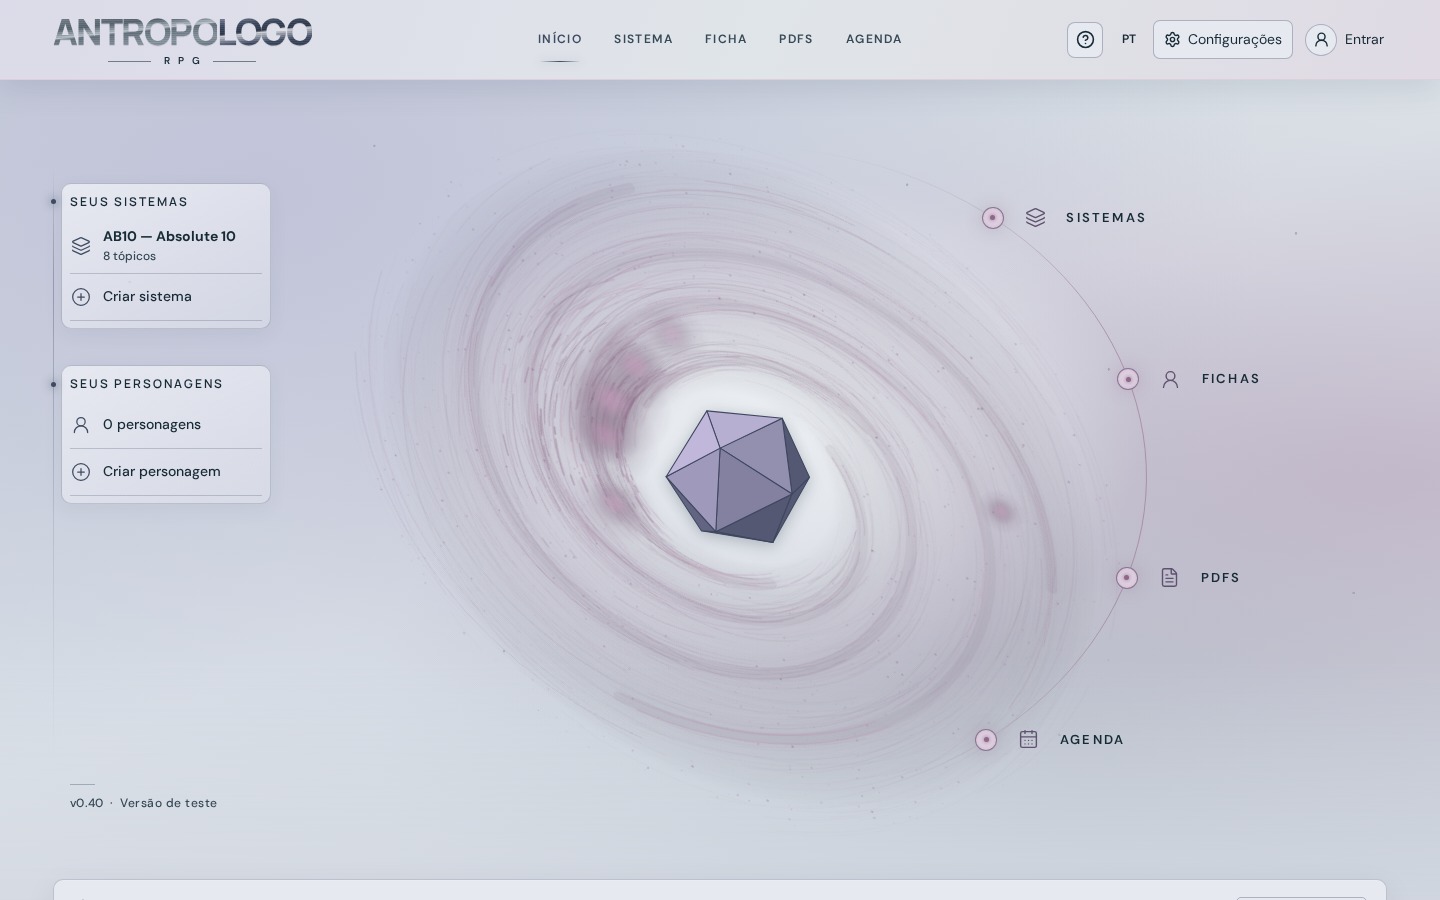 ANTROPOLOGO
RPG
INÍCIO
SISTEMA
FICHA
PDFS
AGENDA
PT
Configurações
Entrar
SEUS SISTEMAS
AB10 — Absolute 10
8 tópicos
Criar sistema
SEUS PERSONAGENS
0 personagens
Criar personagem
SISTEMAS
FICHAS
PDFS
AGENDA
v0.40 · Versão de teste